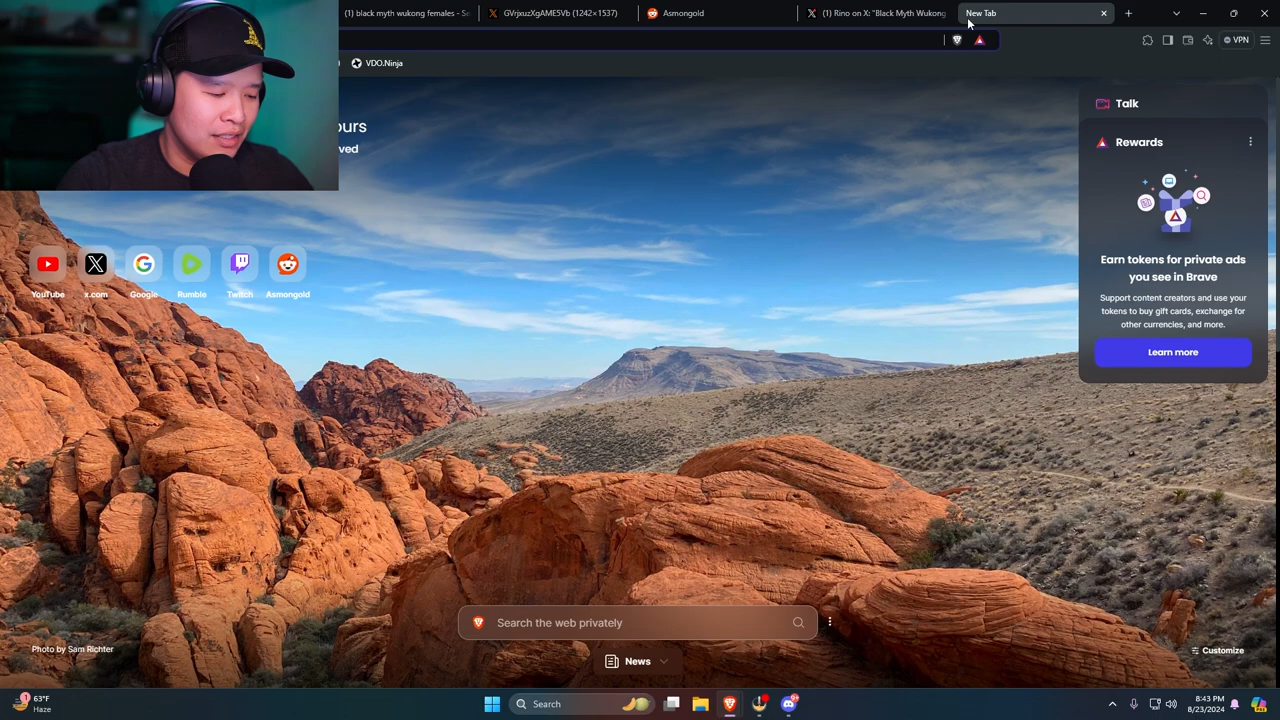 (1) black myth wukong females - Se
GVrjxuzXgAME5Vb (1242×1537)
Asmongold
(1) Rino on X: "Black Myth Wukong
New Tab
VPN
VDO.Ninja
ours
ved
Talk
Rewards
Earn tokens for private ads
you see in Brave
Support content creators and use your
tokens to buy gift cards, exchange for
other currencies, and more.
Learn more
YouTube
x.com
Google
Rumble
Twitch
Asmongold
Search the web privately
News
Photo by Sam Richter
Customize
1
63°F
Haze
Search
8:43 PM
8/23/2024